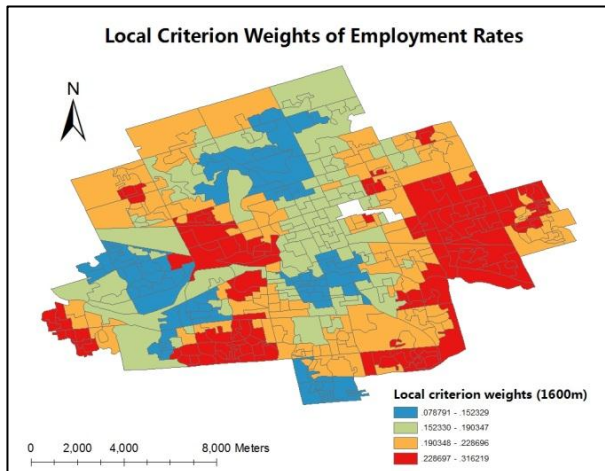 Local Criterion Weights of Employment Rates
N
Local criterion weights (1600m)
.078791 - .152329
.152330 - .190347
.190348 - .228696
.228697 - .316219
0 2,000 4,000 8,000 Meters